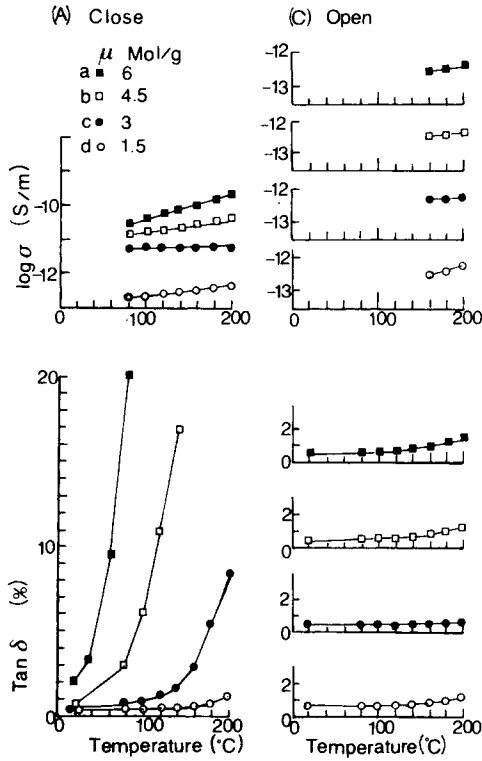 (A) Close
(C) Open
μ Mol/g
a ■ 6
b □ 4.5
c ● 3
d ○ 1.5
-10
-12
log σ (S/m)
0 100 200°C
-12
-13
-12
-13
-12
-13
-12
-13
0 100 200°C
20
10
0
Tan δ (%)
0 100 200
Temperature (°C)
2
0
2
0
2
0
2
0
0 100 200
Temperature(°C)